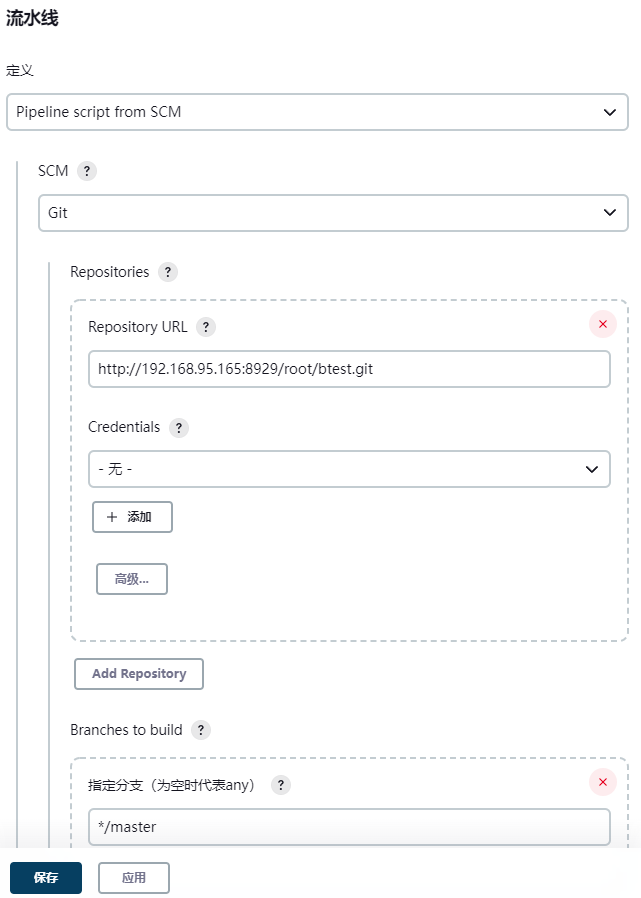 流水线
定义
Pipeline script from SCM
SCM ?
Git
Repositories ?
Repository URL ?
http://192.168.95.165:8929/root/btest.git
Credentials ?
- 无 -
添加
高级...
Add Repository
Branches to build ?
指定分支（为空时代表any） ?
*/master
保存 应用